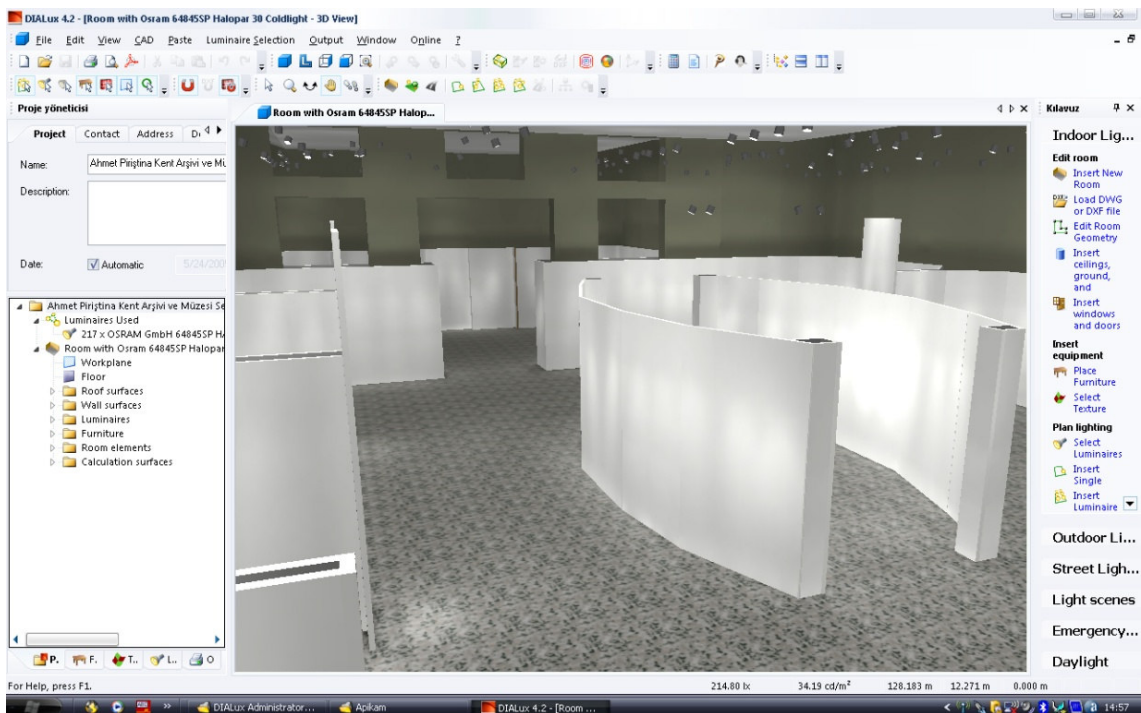 DIALux 4.2 - [Room with Osram 64845SP Halopar 30 Coldlight - 3D View]
File Edit View CAD Paste Luminaire Selection Output Window Online ?
Proje yöneticisi
Project Contact Address
Name: Ahmet Piriştina Kent Arşivi ve Mü
Description:
Date: Automatic 5/24/200
Ahmet Piriştina Kent Arşivi ve Müzesi Se
Luminaires Used
217 x OSRAM GmbH 64845SP H
Room with Osram 64845SP Halopar
Workplane
Floor
Roof surfaces
Wall surfaces
Luminaires
Furniture
Room elements
Calculation surfaces
P. F. T.. L.. O
Room with Osram 64845SP Halop...
Kılavuz
Indoor Lig...
Edit room
Insert New
Room
Load DWG
or DXF file
Edit Room
Geometry
Insert
ceilings,
ground,
and
Insert
windows
and doors
Insert
equipment
Place
Furniture
Select
Texture
Plan lighting
Select
Luminaires
Insert
Single
Insert
Luminaire
Outdoor Li...
Street Ligh...
Light scenes
Emergency...
Daylight
For Help, press F1.
214.80 lx 34.19 cd/m² 128.183 m 12.271 m 0.000 m
DIALux Administrator... Apikam DIALux 4.2 - [Room ... 14:57